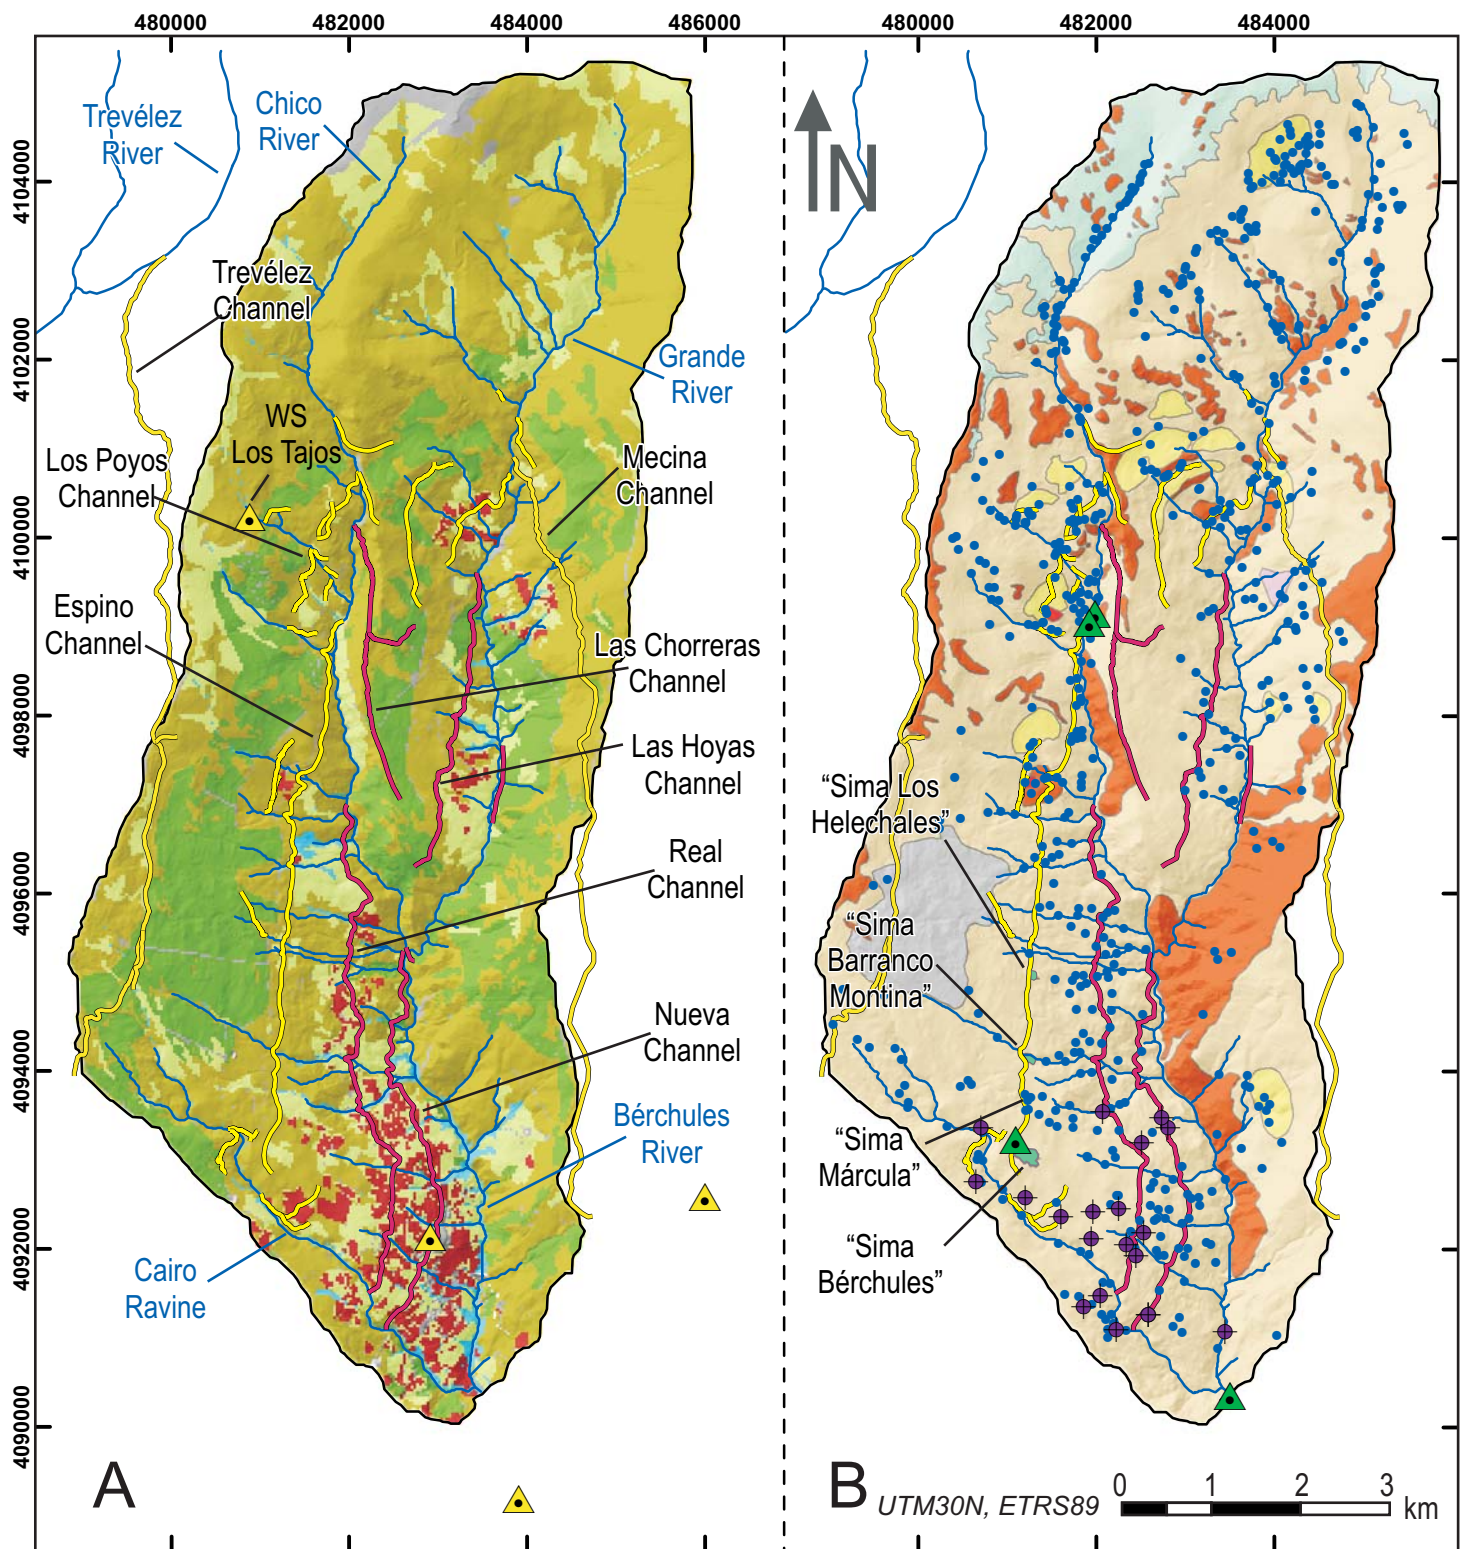 480000 482000 484000 486000 480000 482000 484000
4104000
4102000
4100000
4098000
4096000
4094000
4092000
4090000
Trevélez
River
Chico
River
Trevélez
Channel
Grande
River
WS
Los Tajos
Los Poyos
Channel
Mecina
Channel
Espino
Channel
Las Chorreras
Channel
Las Hoyas
Channel
Real
Channel
Nueva
Channel
Bérchules
River
Cairo
Ravine
A
N
“Sima Los
Helechales”
“Sima
Barranco
Montina”
“Sima
Márcula”
“Sima
Bérchules”
B
UTM30N, ETRS89
0 1 2 3
km